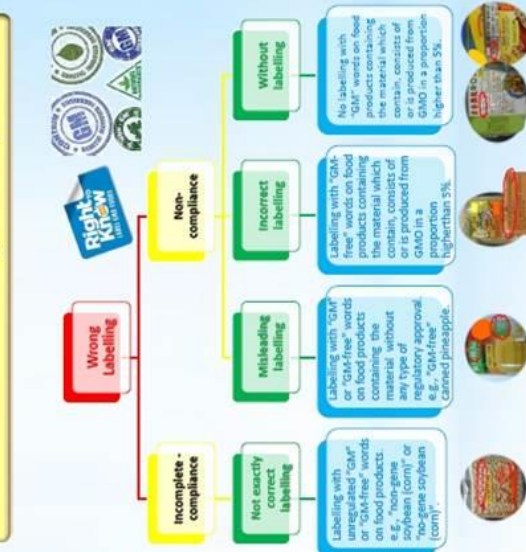 Right TO
Know
Wrong
Labelling
Incomplete -
compliance
Non-
compliance
Not exactly
correct
labelling
Misleading
labelling
Incorrect
labelling
Without
labelling
Labelling with
unregulated "GM"
or "GM-free" words
on food products.
e.g., "non-gene
soybean (corn)" or
"no-gene soybean
(corn)".
Labelling with "GM"
or "GM-free" words
on food products
containing the
material without
any type of
regulatory approval.
e.g., "GM-free"
canned pineapple.
Labelling with "GM-
free" words on food
products containing
the material which
contain, consists of
or is produced from
GMO in a
proportion
higherthan 5%.
No labelling with
"GM" words on food
products containing
the material which
contain, consists of
or is produced from
GMO in a proportion
higher than 5%.
GM